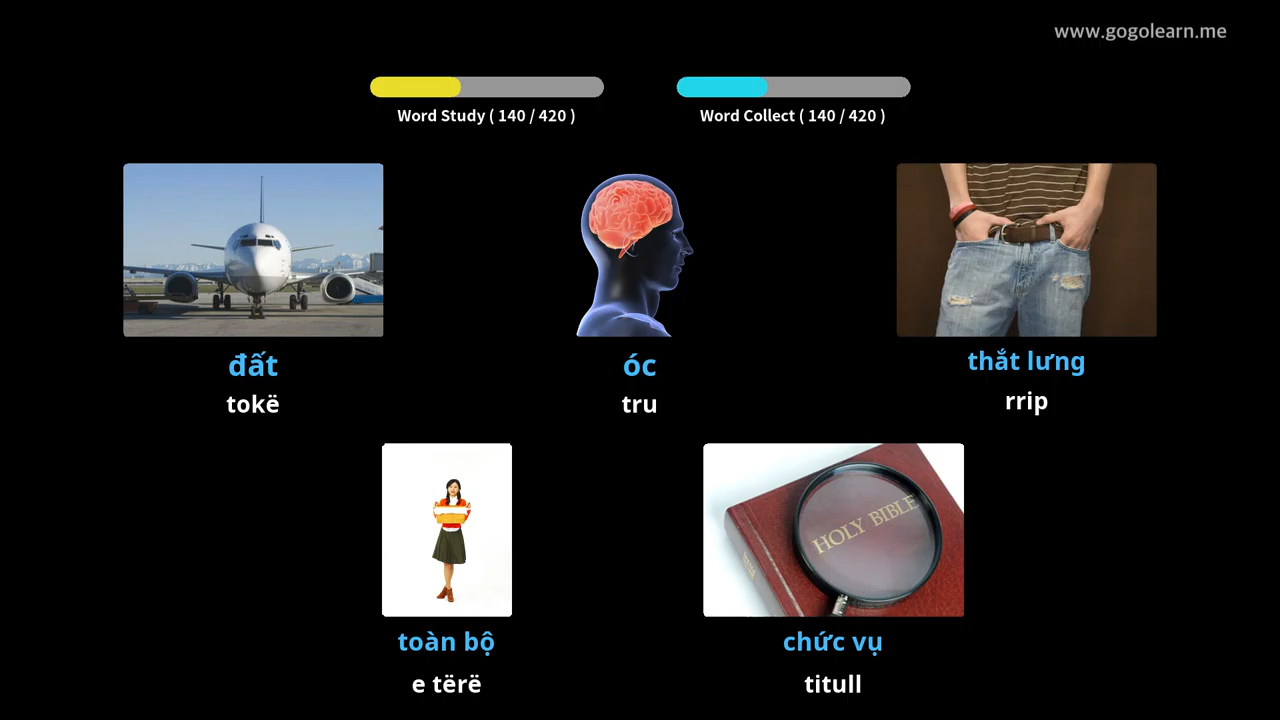 www.gogolearn.me
Word Study ( 140 / 420 )
Word Collect ( 140 / 420 )
đất
tokë
óc
tru
thắt lưng
rrip
toàn bộ
e tërë
HOLY BIBLE
chức vụ
titull